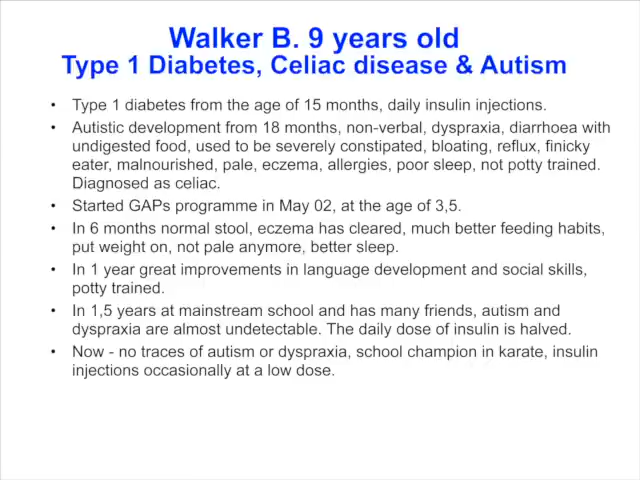 Walker B. 9 years old
Type 1 Diabetes, Celiac disease & Autism
• Type 1 diabetes from the age of 15 months, daily insulin injections.
• Autistic development from 18 months, non-verbal, dyspraxia, diarrhoea with
undigested food, used to be severely constipated, bloating, reflux, finicky
eater, malnourished, pale, eczema, allergies, poor sleep, not potty trained.
Diagnosed as celiac.
• Started GAPs programme in May 02, at the age of 3,5.
• In 6 months normal stool, eczema has cleared, much better feeding habits,
put weight on, not pale anymore, better sleep.
• In 1 year great improvements in language development and social skills,
potty trained.
• In 1,5 years at mainstream school and has many friends, autism and
dyspraxia are almost undetectable. The daily dose of insulin is halved.
• Now - no traces of autism or dyspraxia, school champion in karate, insulin
injections occasionally at a low dose.